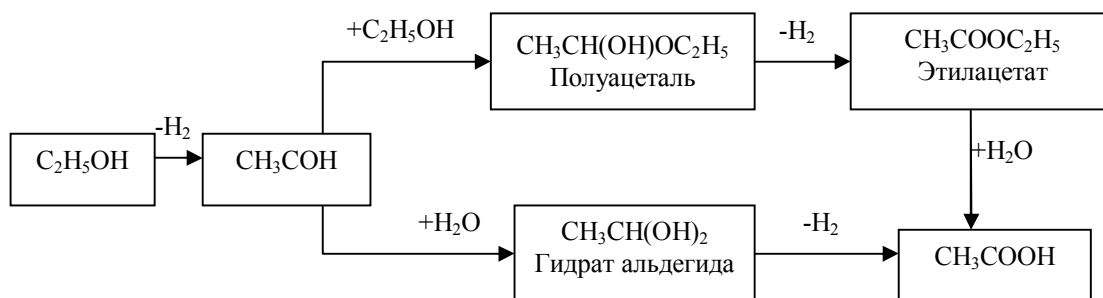 +C₂H₅OH
CH₃CH(OH)OC₂H₅
Полуацеталь
-H₂
CH₃COOC₂H₅
Этилацетат
C₂H₅OH
-H₂
CH₃COH
+H₂O
+H₂O
CH₃CH(OH)₂
Гидрат альдегида
-H₂
CH₃COOH